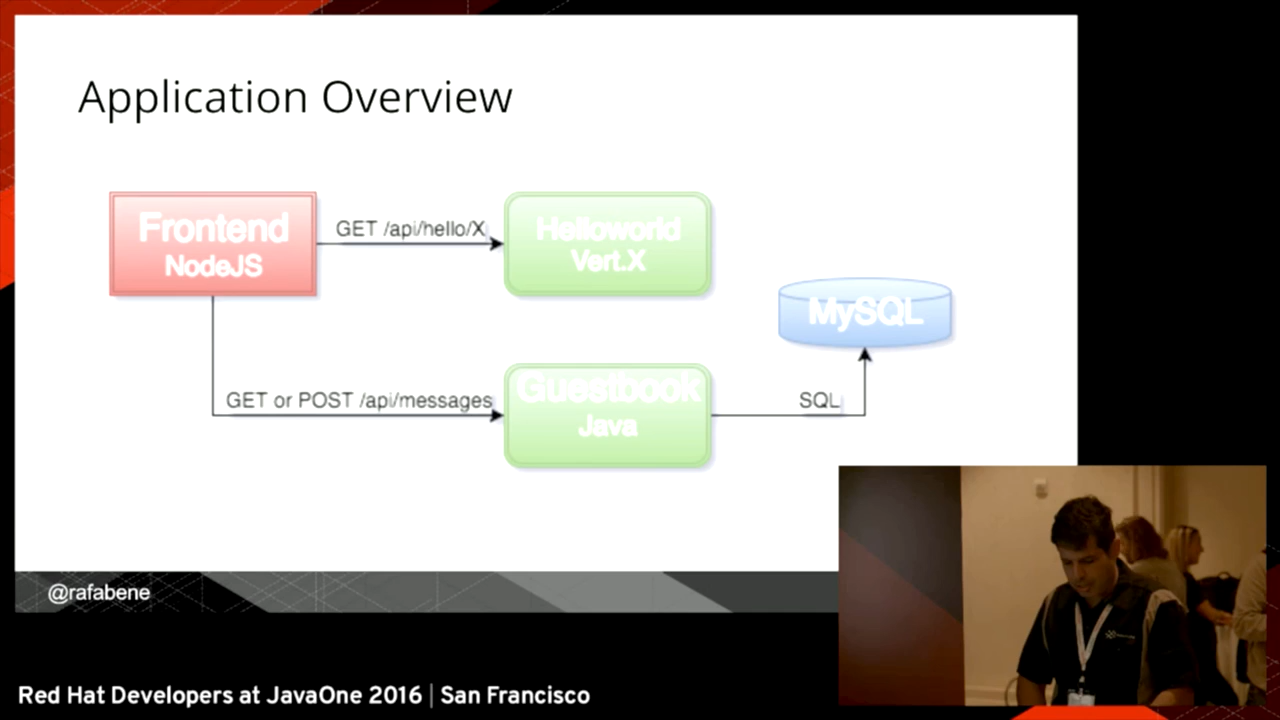 Application Overview
Frontend
NodeJS
GET /api/hello/X
Helloworld
Vert.X
MySQL
GET or POST /api/messages
Guestbook
Java
SQL
@rafabene
Red Hat Developers at JavaOne 2016 | San Francisco